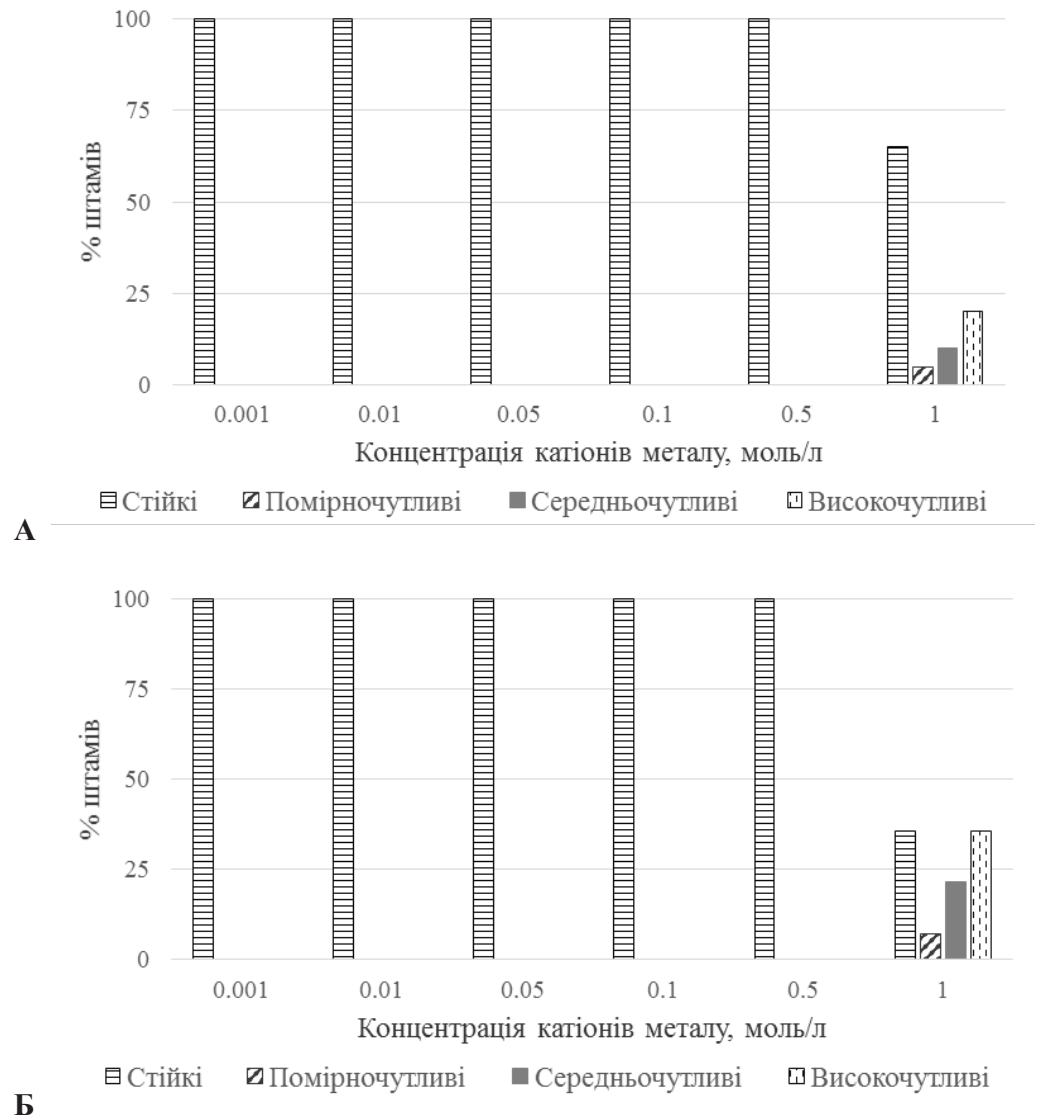 100
75
50
25
0
% штамів
0.001 0.01 0.05 0.1 0.5 1
Концентрація катіонів металу, моль/л
Стійкі Помірночутливі Середньочутливі Високочутливі
А
100
75
50
25
0
% штамів
0.001 0.01 0.05 0.1 0.5 1
Концентрація катіонів металу, моль/л
Стійкі Помірночутливі Середньочутливі Високочутливі
Б